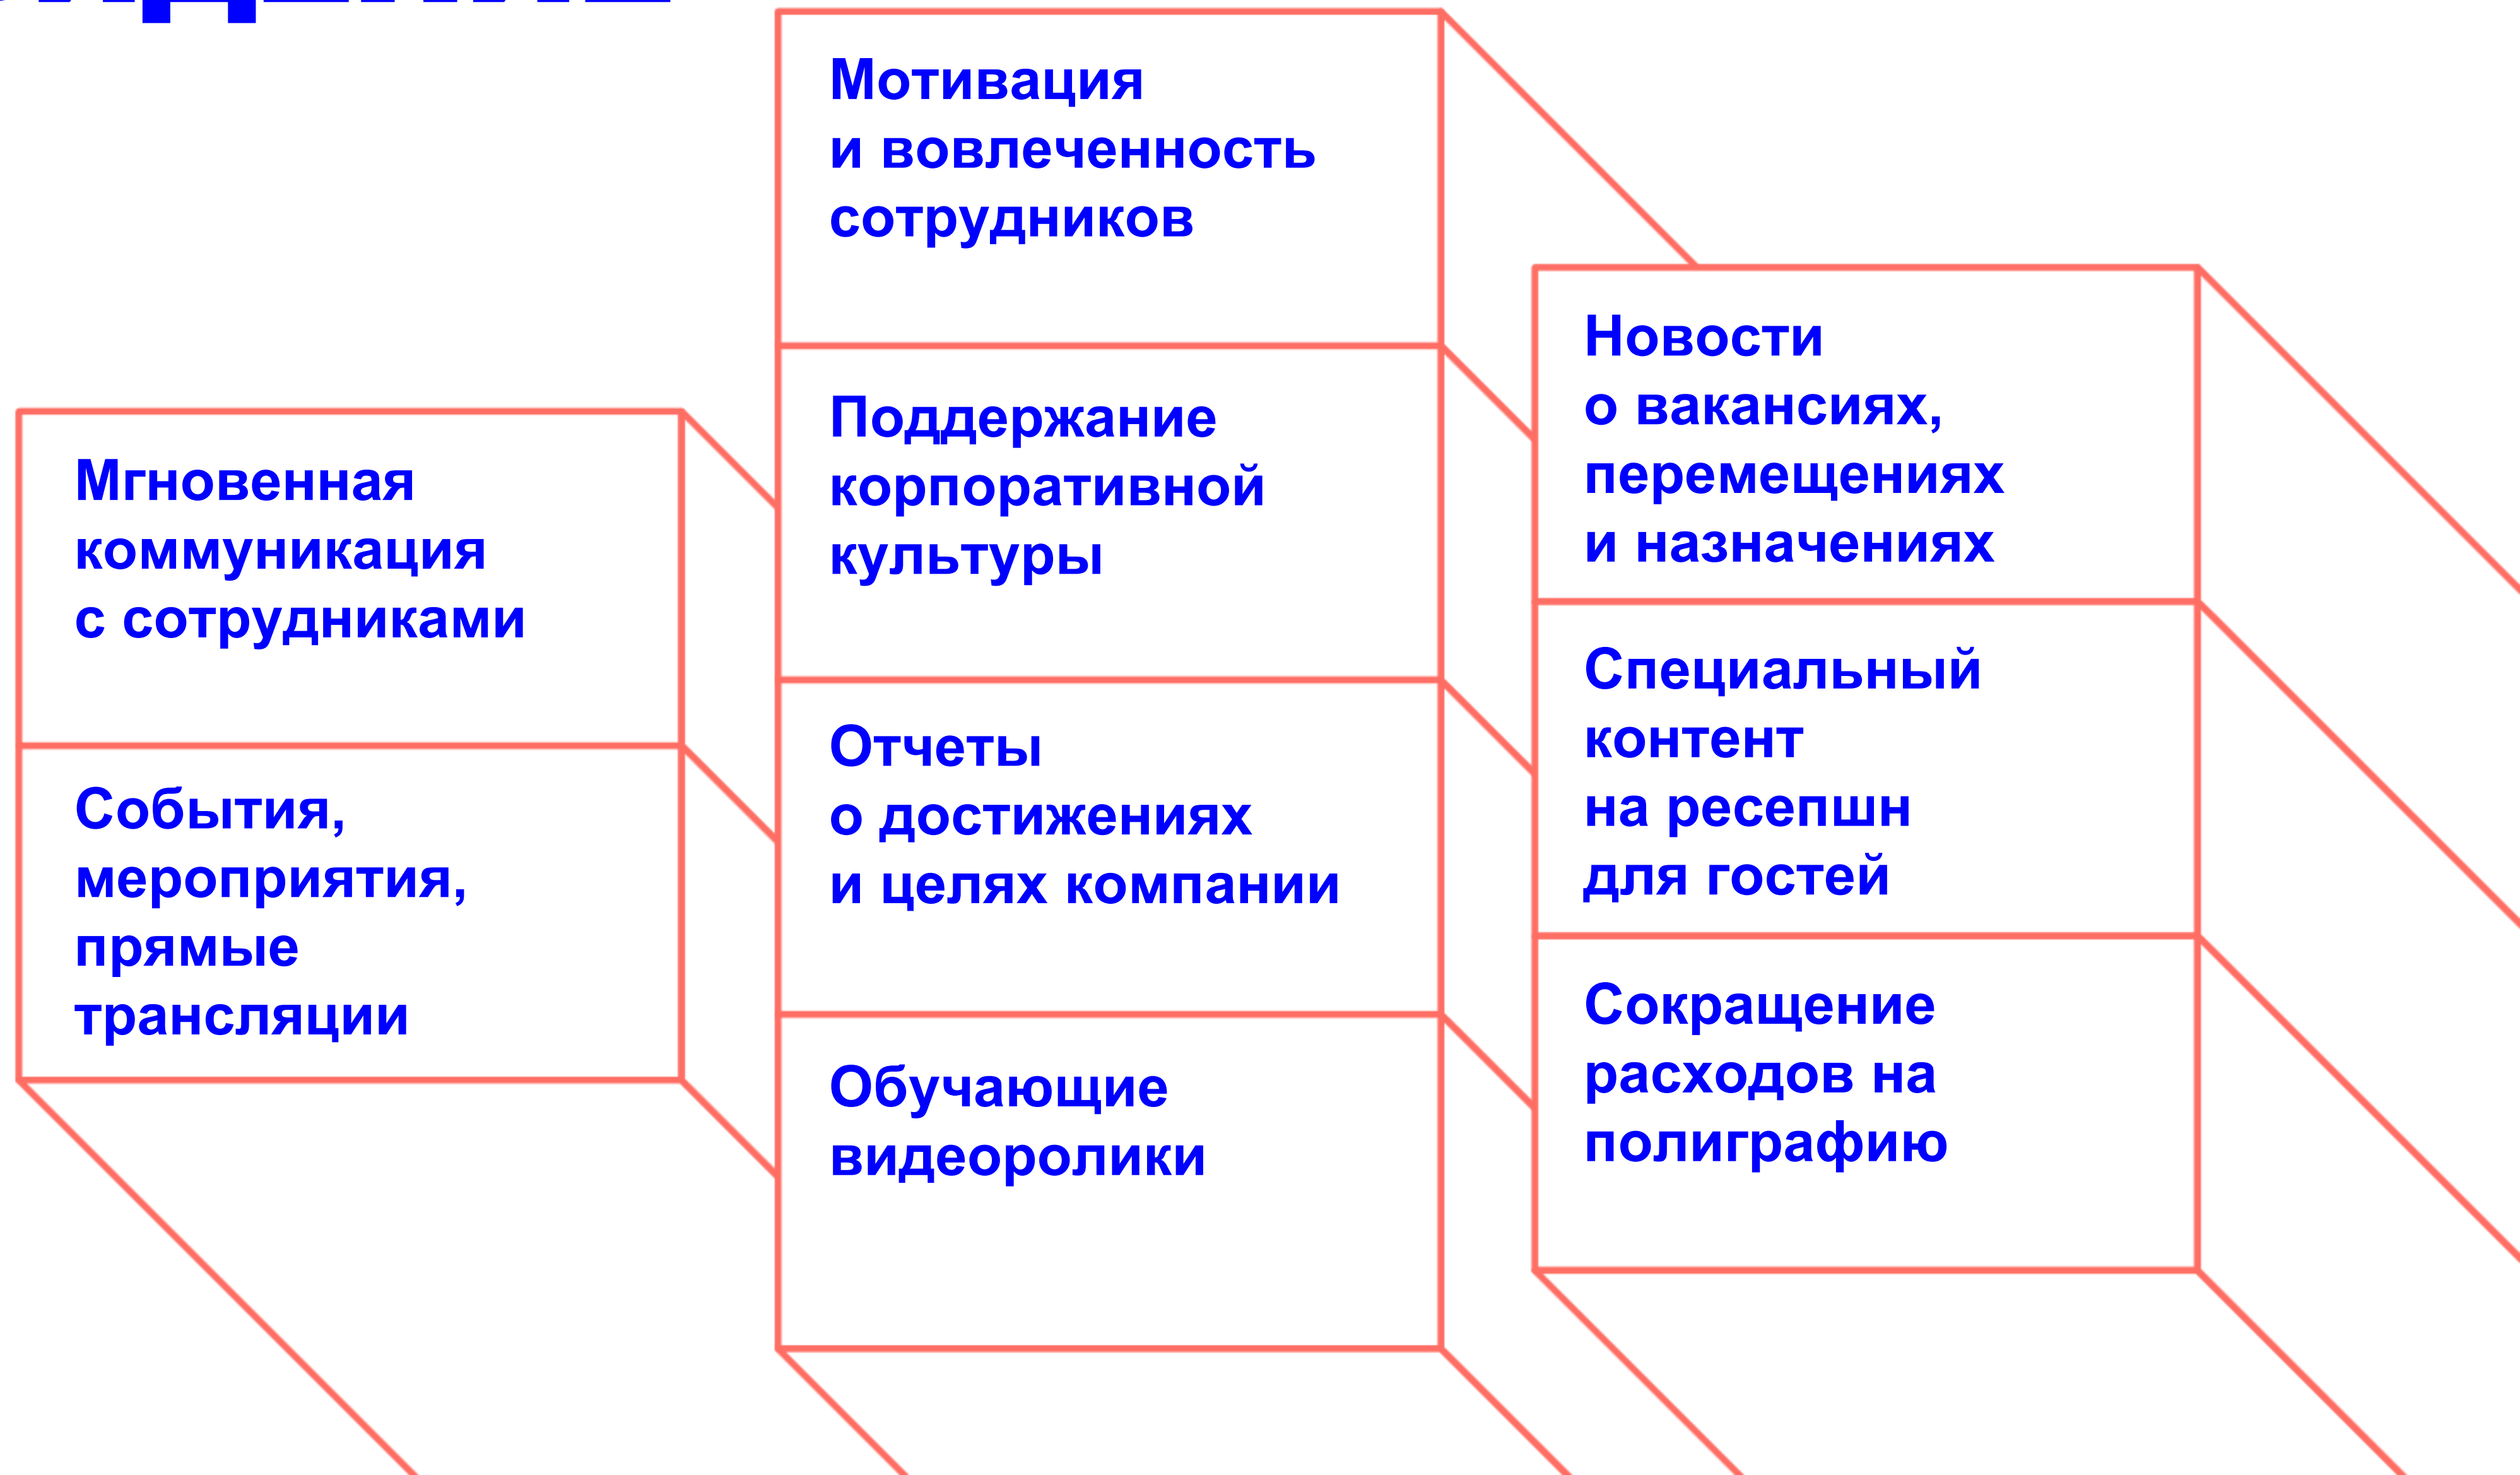 Мгновенная
коммуникация
с сотрудниками
События,
мероприятия,
прямые
трансляции
Мотивация
и вовлеченность
сотрудников
Поддержание
корпоративной
культуры
Отчеты
о достижениях
и целях компании
Обучающие
видеоролики
Новости
о вакансиях,
перемещениях
и назначениях
Специальный
контент
на ресепшн
для гостей
Сокращение
расходов на
полиграфию